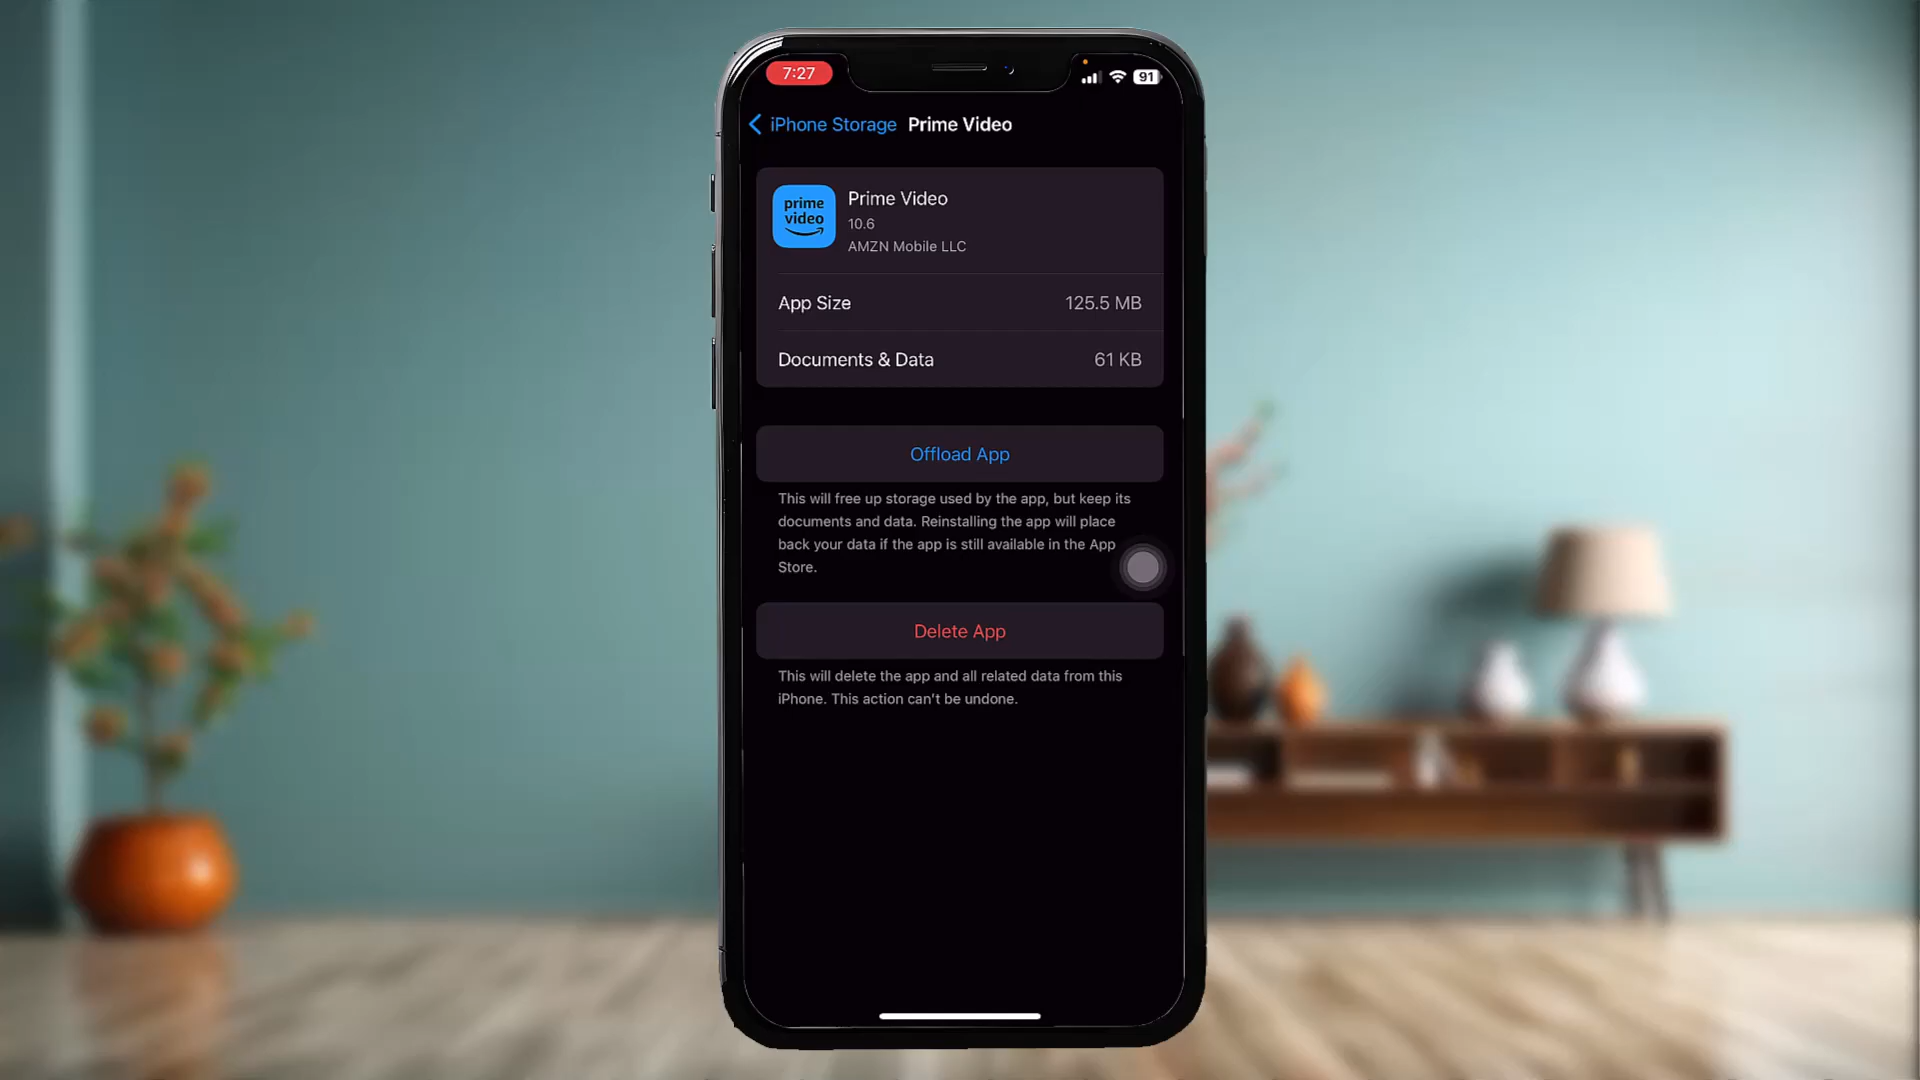 7:27
91
iPhone Storage Prime Video
prime
video
Prime Video
10.6
AMZN Mobile LLC
App Size 125.5 MB
Documents & Data 61 KB
Offload App
This will free up storage used by the app, but keep its
documents and data. Reinstalling the app will place
back your data if the app is still available in the App
Store.
Delete App
This will delete the app and all related data from this
iPhone. This action can't be undone.